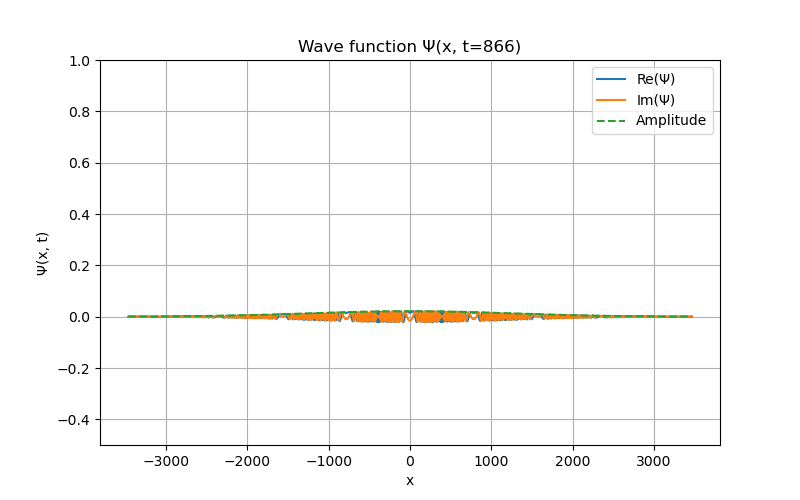 Wave function Ψ(x, t=866)
1.0
0.8
0.6
0.4
0.2
0.0
−0.2
−0.4
Ψ(x, t)
Re(Ψ)
Im(Ψ)
Amplitude
−3000
−2000
−1000
0
1000
2000
3000
x